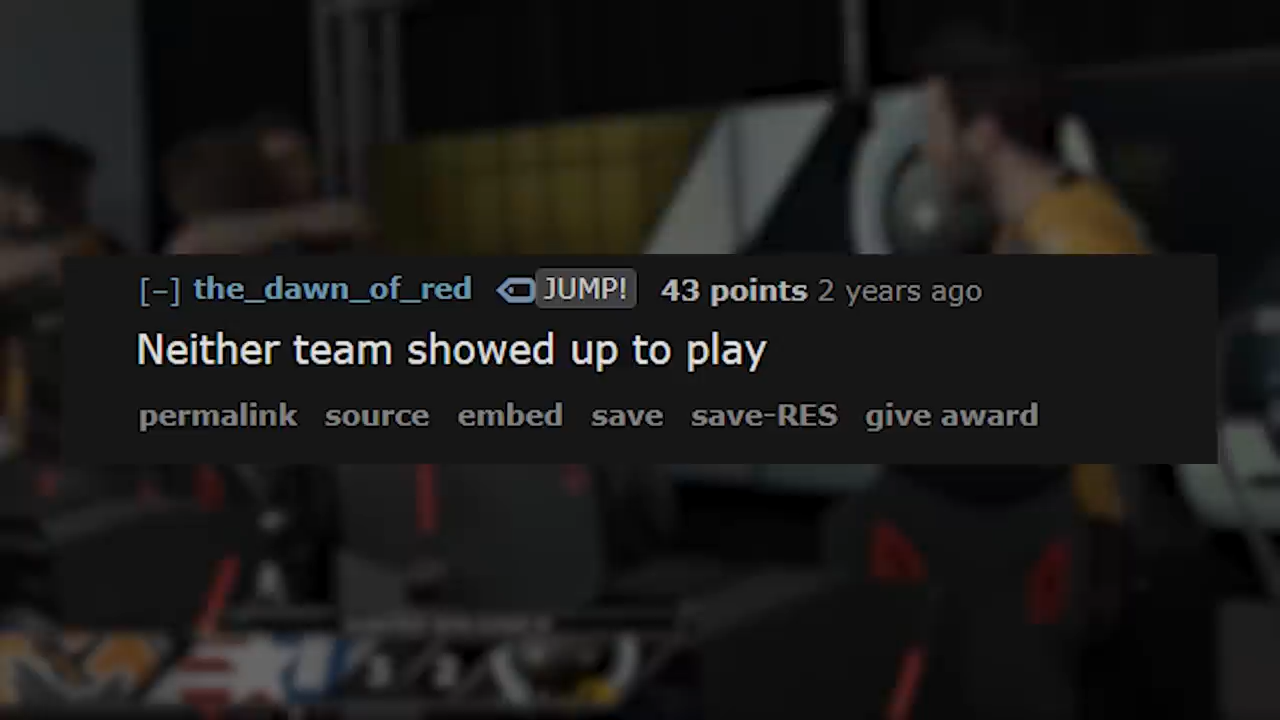 [–] the_dawn_of_red JUMP! 43 points 2 years ago
Neither team showed up to play
permalink source embed save save-RES give award